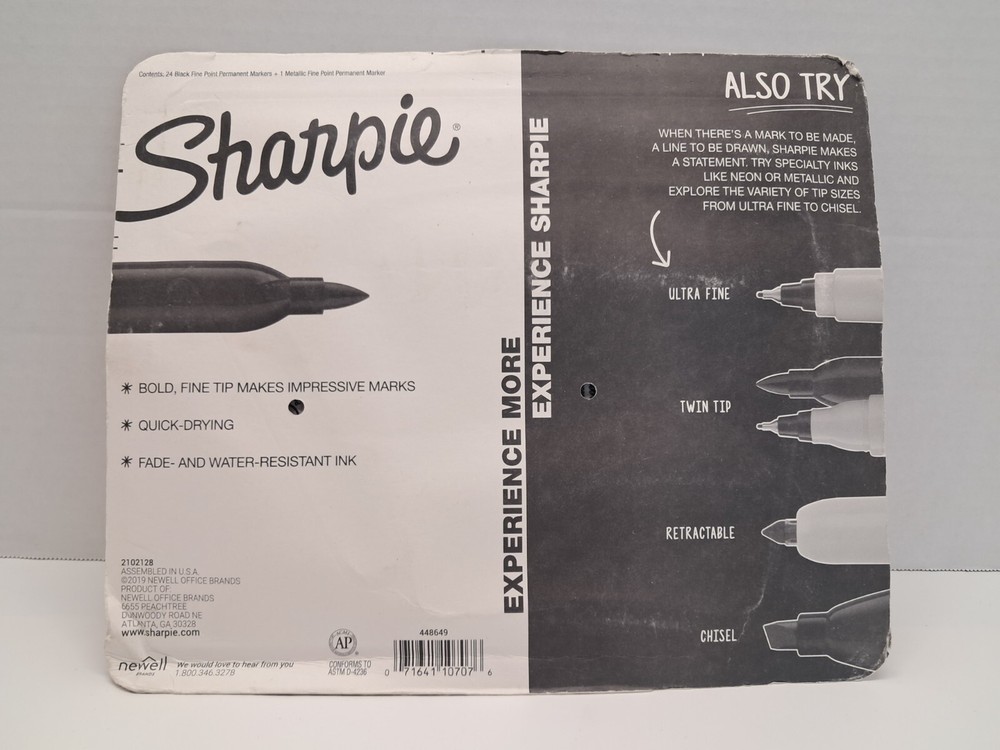 Contents: 24 Black Fine Point Permanent Markers + 1 Metallic Fine Point Permanent Marker
Sharpie®
* BOLD, FINE TIP MAKES IMPRESSIVE MARKS
* QUICK-DRYING
* FADE- AND WATER-RESISTANT INK
2102128
ASSEMBLED IN U.S.A.
©2019 NEWELL OFFICE BRANDS
PRODUCT OF:
NEWELL OFFICE BRANDS
6655 PEACHTREE
DUNWOODY ROAD NE
ATLANTA, GA 30328
www.sharpie.com
newell
BRANDS
We would love to hear from you
1.800.346.3278
ACMI
AP
CONFORMS TO
ASTM D-4236
448649
0 71641 10707 6
EXPERIENCE MORE
EXPERIENCE SHARPIE
ALSO TRY
WHEN THERE'S A MARK TO BE MADE,
A LINE TO BE DRAWN, SHARPIE MAKES
A STATEMENT. TRY SPECIALTY INKS
LIKE NEON OR METALLIC AND
EXPLORE THE VARIETY OF TIP SIZES
FROM ULTRA FINE TO CHISEL.
ULTRA FINE
TWIN TIP
RETRACTABLE
CHISEL